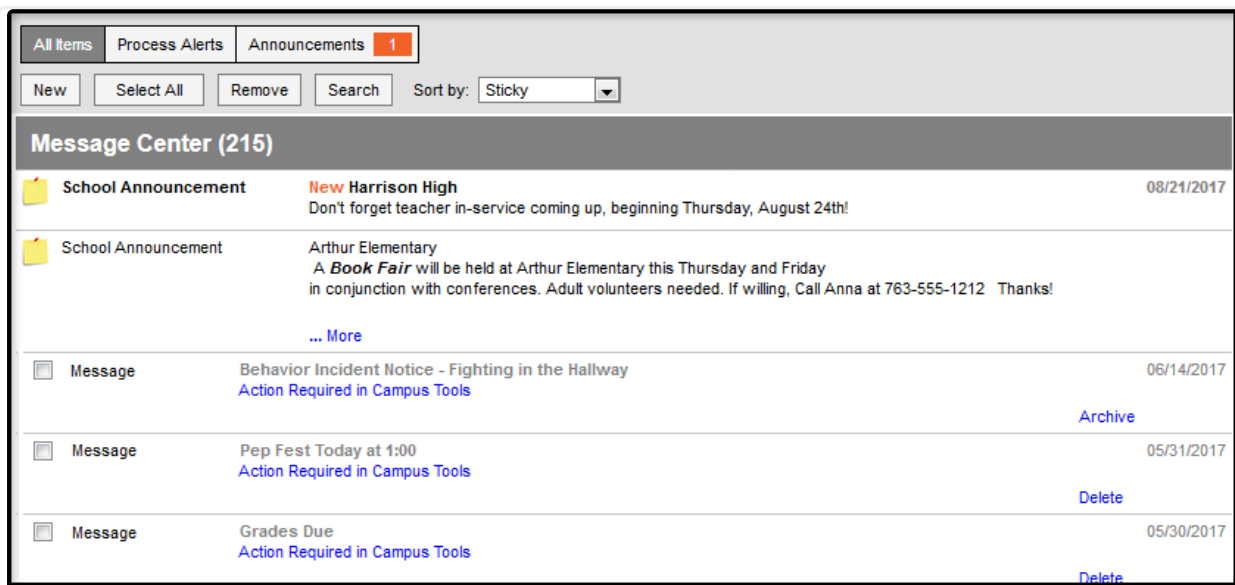 All Items Process Alerts Announcements 1
New Select All Remove Search Sort by: Sticky
Message Center (215)
School Announcement New Harrison High 08/21/2017
Don't forget teacher in-service coming up, beginning Thursday, August 24th!
School Announcement Arthur Elementary
A Book Fair will be held at Arthur Elementary this Thursday and Friday
in conjunction with conferences. Adult volunteers needed. If willing, Call Anna at 763-555-1212 Thanks!
... More
Message Behavior Incident Notice - Fighting in the Hallway 06/14/2017
Action Required in Campus Tools
Archive
Message Pep Fest Today at 1:00 05/31/2017
Action Required in Campus Tools
Delete
Message Grades Due 05/30/2017
Action Required in Campus Tools
Delete